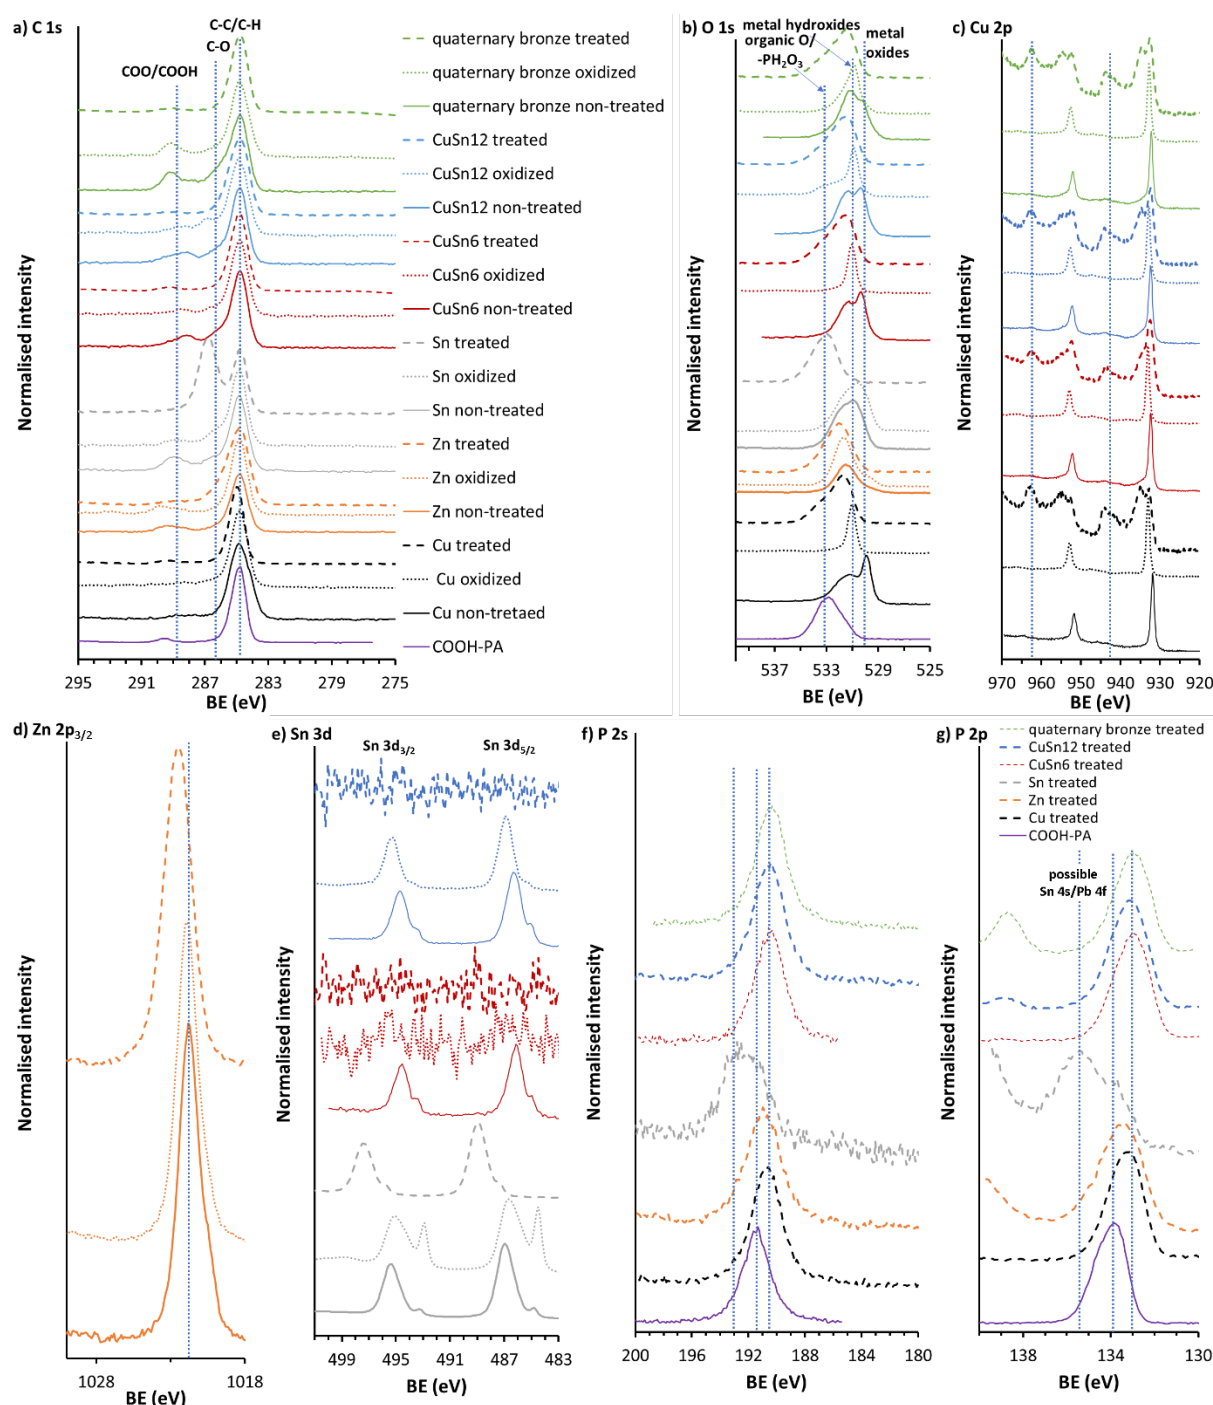 a) C 1s
C-C/C-H
C-O
COO/COOH
quaternary bronze treated
quaternary bronze oxidized
quaternary bronze non-treated
CuSn12 treated
CuSn12 oxidized
CuSn12 non-treated
CuSn6 treated
CuSn6 oxidized
CuSn6 non-treated
Sn treated
Sn oxidized
Sn non-treated
Zn treated
Zn oxidized
Zn non-treated
Cu treated
Cu oxidized
Cu non-tretaed
COOH-PA
Normalised intensity
295 291 287 283 279 275
BE (eV)
b) O 1s
metal hydroxides
organic O/
-PH₂O₃
metal
oxides
Normalised intensity
537 533 529 525
BE (eV)
c) Cu 2p
Normalised intensity
970 960 950 940 930 920
BE (eV)
d) Zn 2p₃/₂
Normalised intensity
1028 1018
BE (eV)
e) Sn 3d
Sn 3d₃/₂
Sn 3d₅/₂
Normalised intensity
499 495 491 487 483
BE (eV)
f) P 2s
Normalised intensity
200 196 192 188 184 180
BE (eV)
g) P 2p
quaternary bronze treated
CuSn12 treated
CuSn6 treated
Sn treated
Zn treated
Cu treated
COOH-PA
possible
Sn 4s/Pb 4f
Normalised intensity
138 134 130
BE (eV)